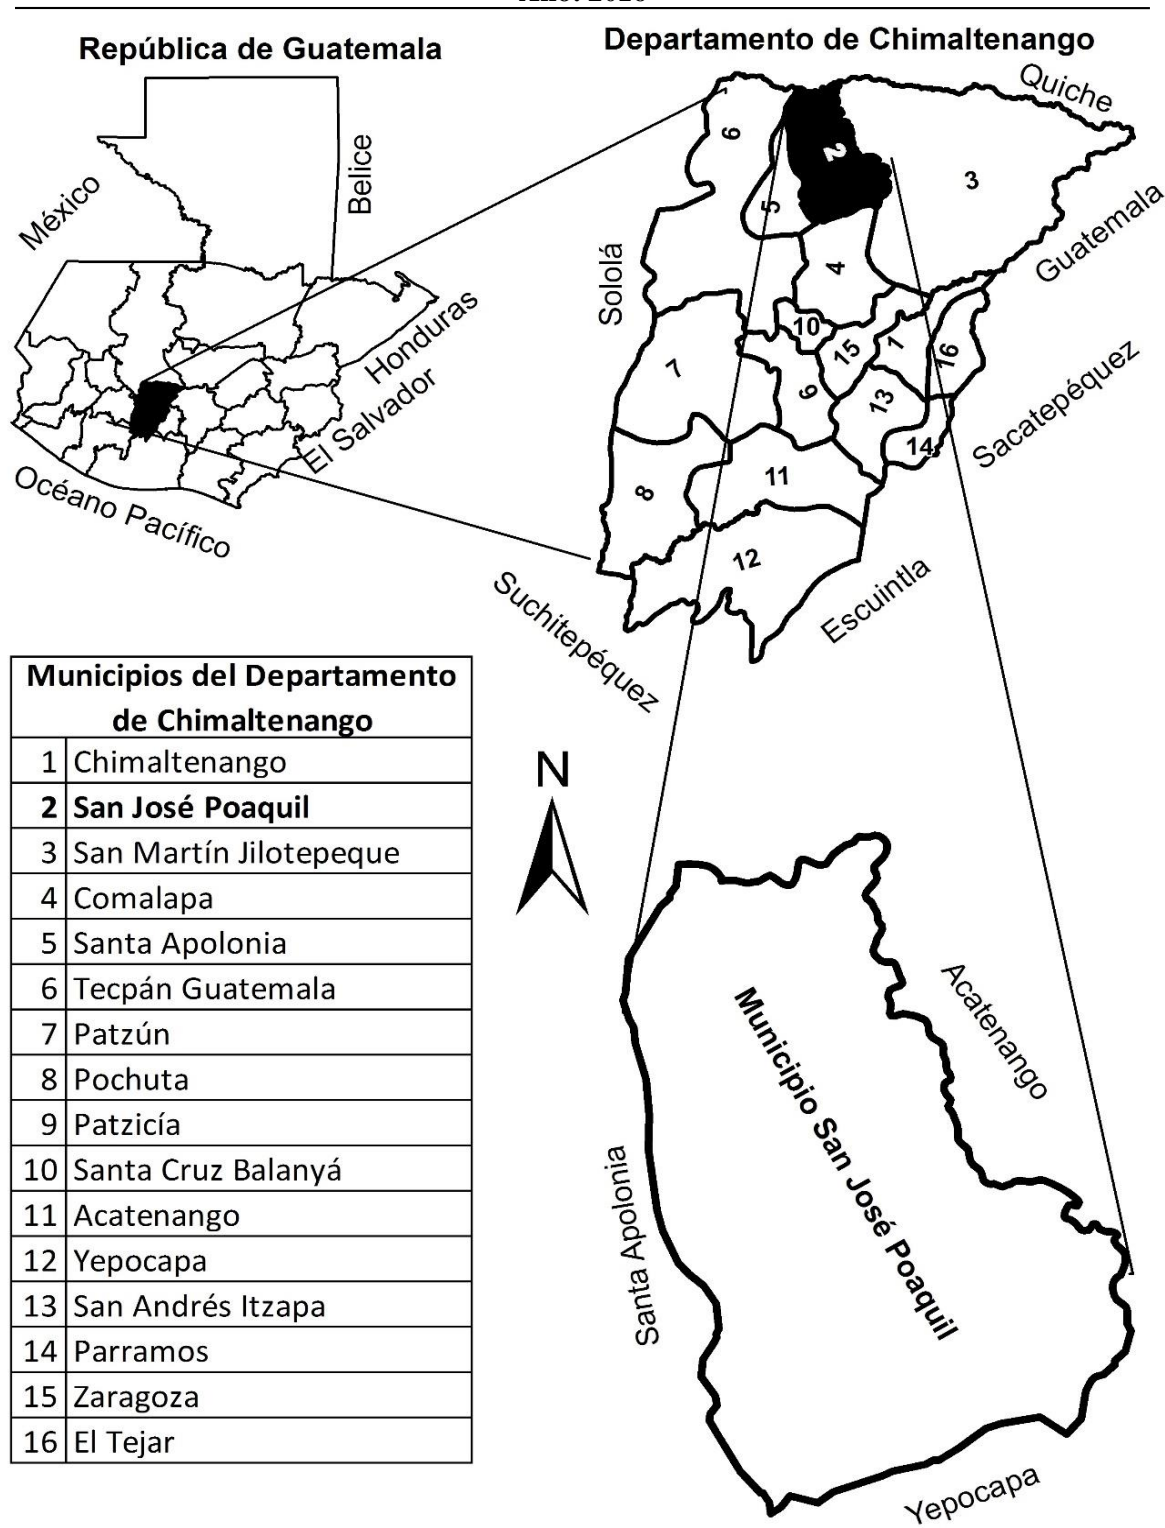 República de Guatemala
Departamento de Chimaltenango
México
Belice
Honduras
El Salvador
Océano Pacífico
Quiche
Guatemala
Sololá
Sacatepéquez
Escuintla
Suchitepéquez
6
2
3
5
4
10
15
1
16
7
9
13
14
8
11
12
Municipios del Departamento
de Chimaltenango
1 Chimaltenango
2 San José Poaquil
3 San Martín Jilotepeque
4 Comalapa
5 Santa Apolonia
6 Tecpán Guatemala
7 Patzún
8 Pochuta
9 Patzicía
10 Santa Cruz Balanyá
11 Acatenango
12 Yepocapa
13 San Andrés Itzapa
14 Parramos
15 Zaragoza
16 El Tejar
N
Acatenango
Municipio San José Poaquil
Santa Apolonia
Yepocapa